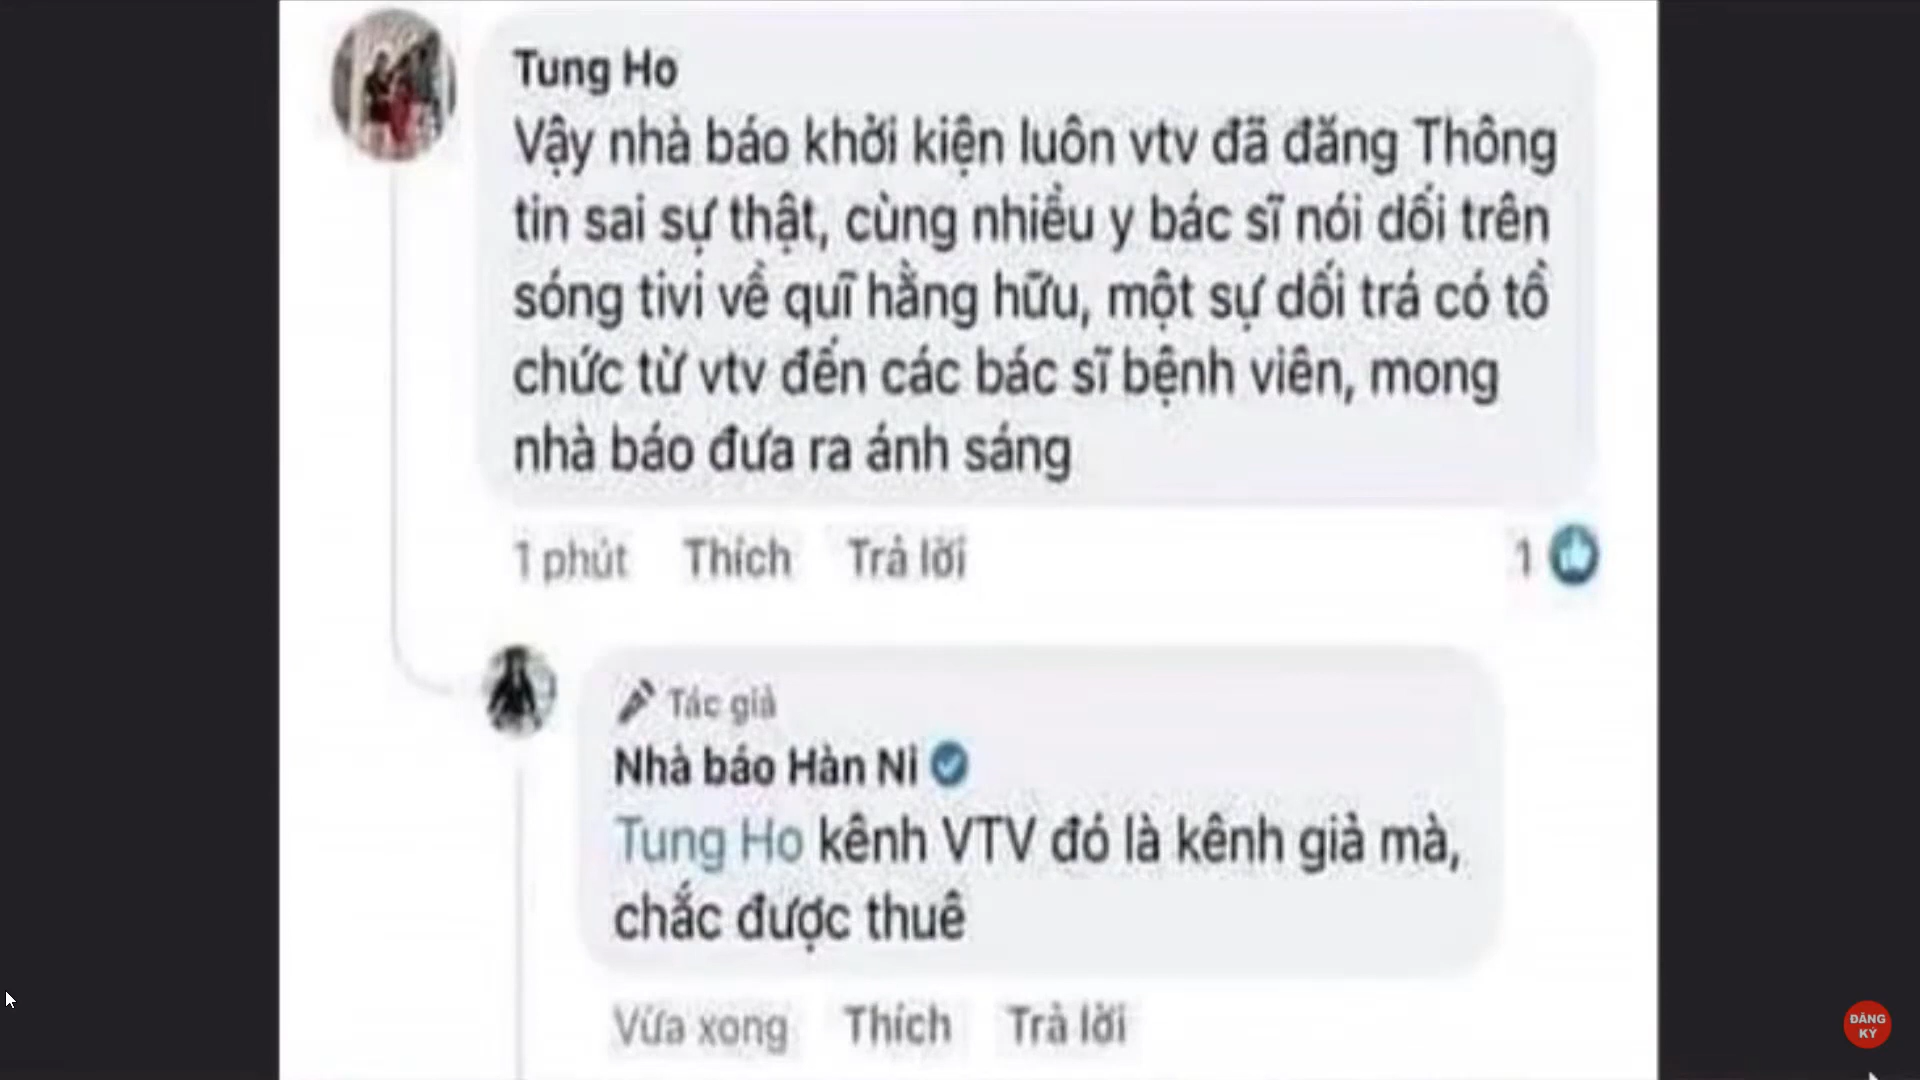 Tung Ho
Vậy nhà báo khởi kiện luôn vtv đã đăng Thông
tin sai sự thật, cùng nhiều y bác sĩ nói dối trên
sóng tivi về quĩ hằng hữu, một sự dối trá có tổ
chức từ vtv đến các bác sĩ bệnh viên, mong
nhà báo đưa ra ánh sáng
1 phút Thích Trả lời 1
Tác giả
Nhà báo Hàn Ni
Tung Ho kênh VTV đó là kênh giả mà,
chắc được thuê
Vừa xong Thích Trả lời
ĐĂNG
KÝ